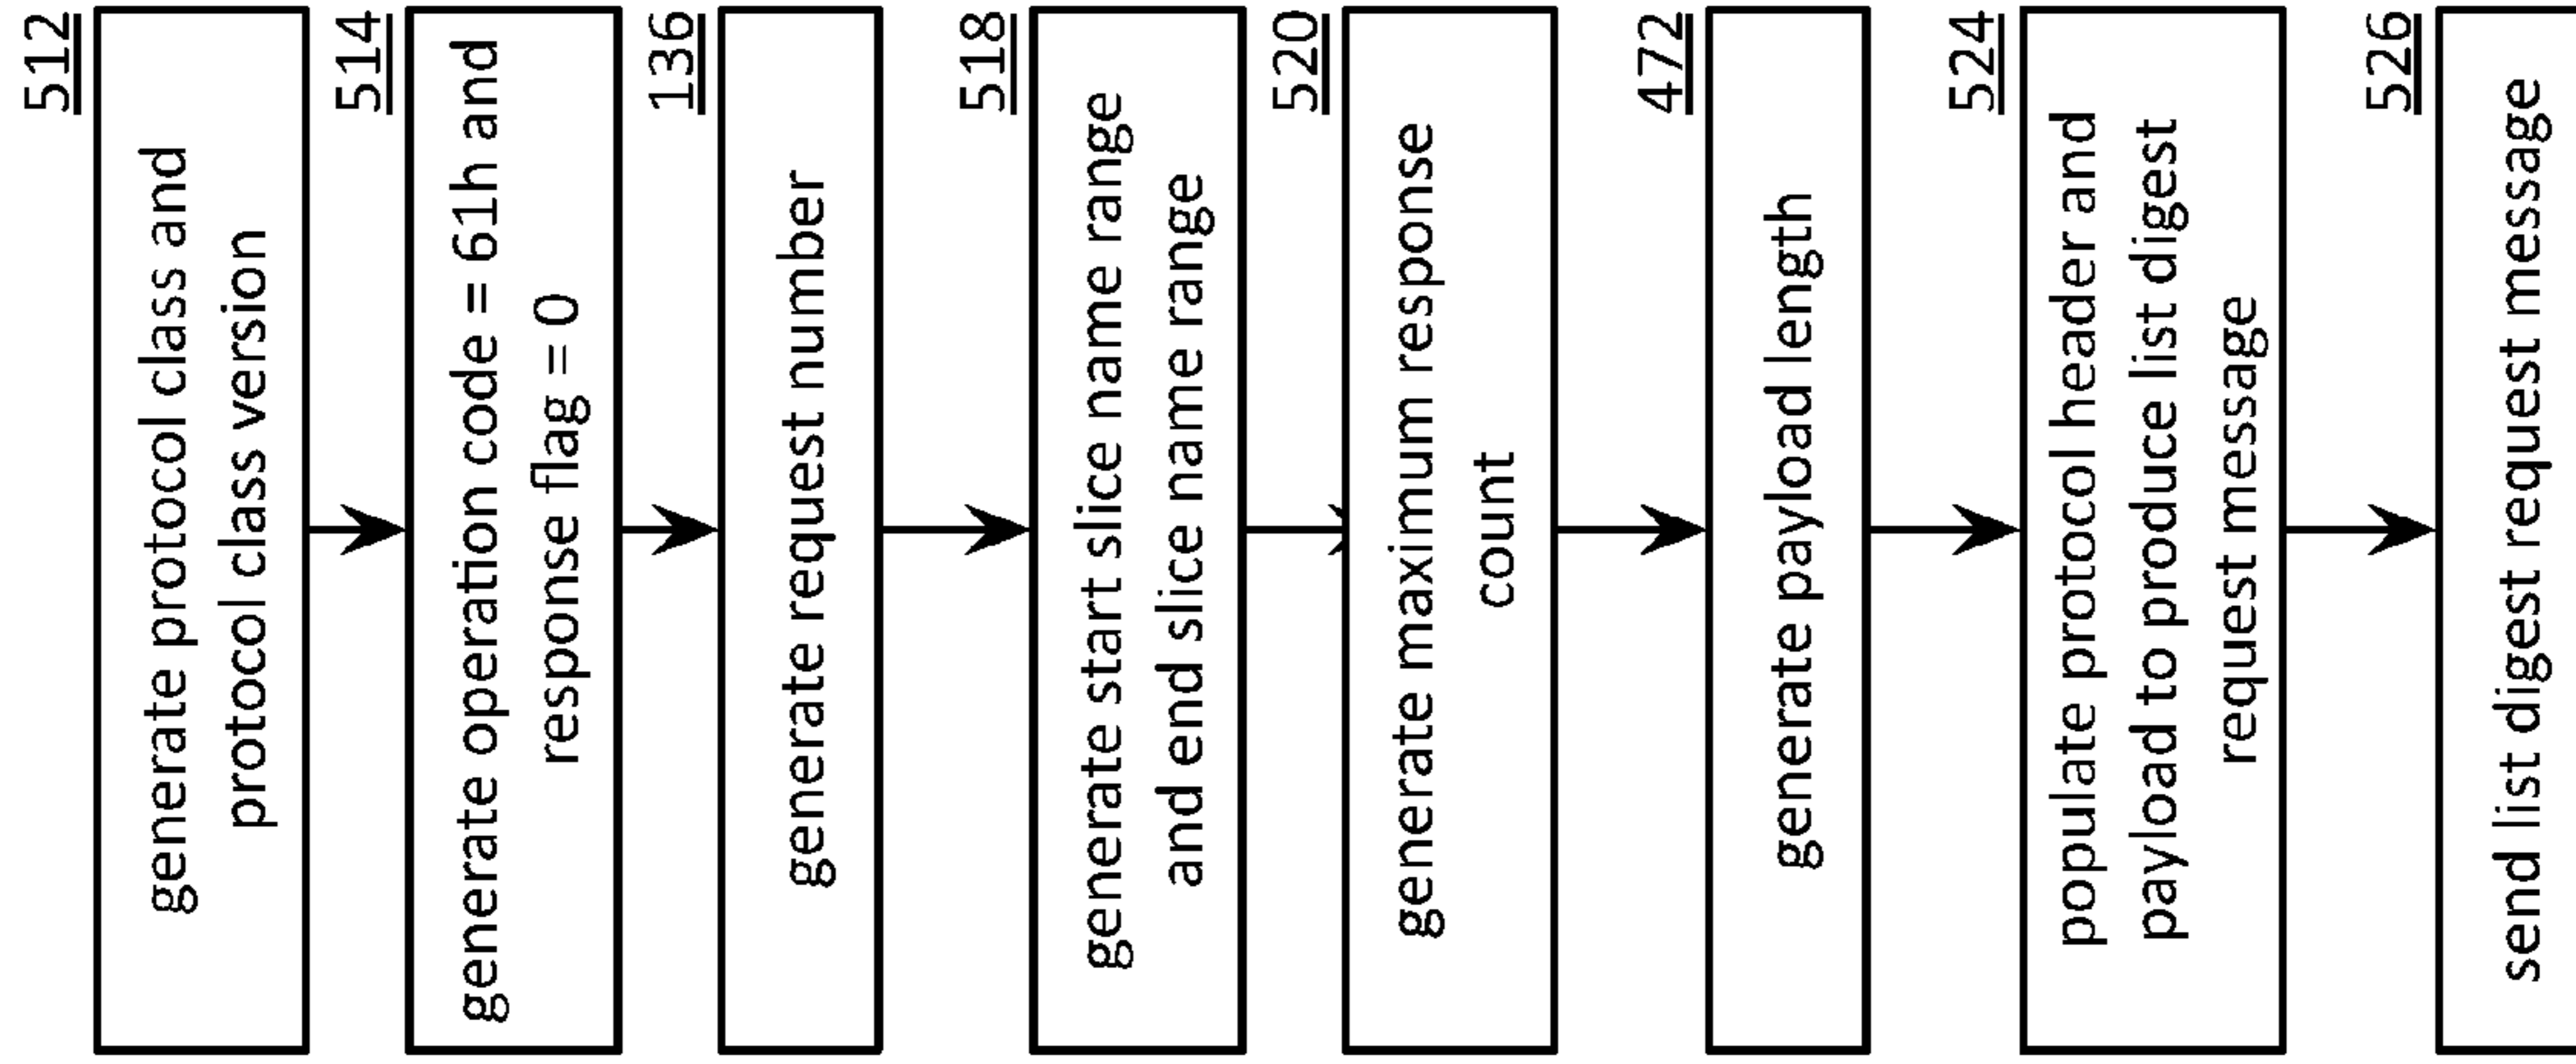 512
generate protocol class and
protocol class version
514
generate operation code = 61h and
response flag = 0
136
generate request number
518
generate start slice name range
and end slice name range
520
generate maximum response
count
472
generate payload length
524
populate protocol header and
payload to produce list digest
request message
526
send list digest request message